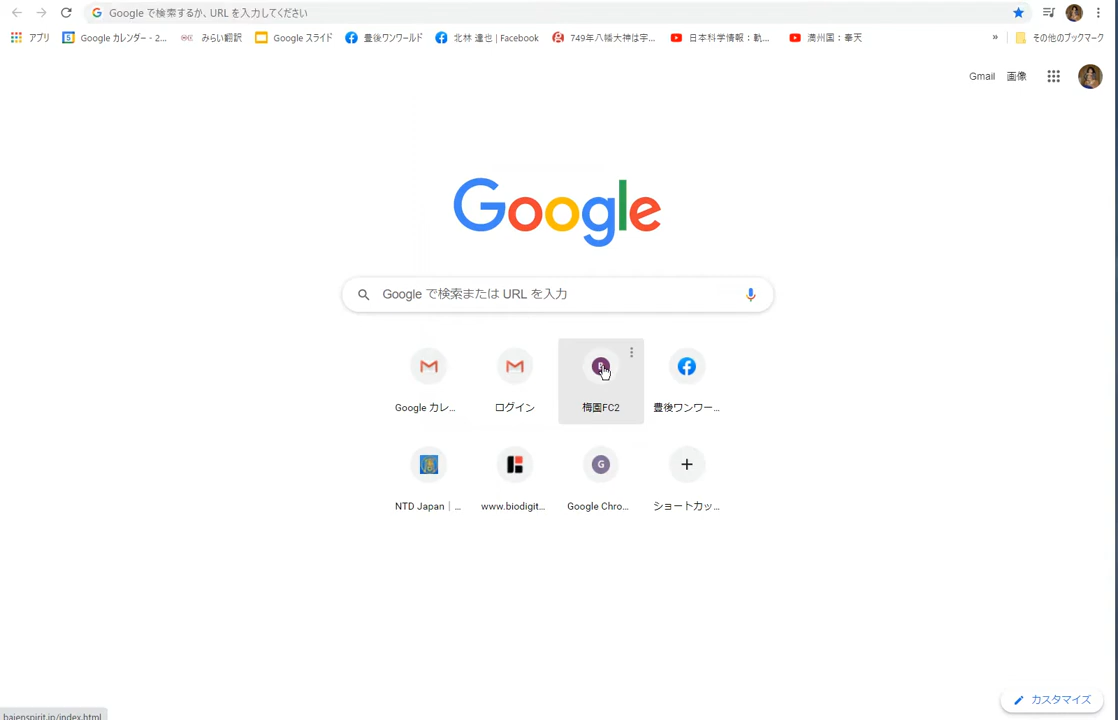 Google で検索するか、URL を入力してください
アプリ
Google カレンダー - 2...
みらい翻訳
Google スライド
豊後ワンワールド
北林 達也 | Facebook
749年八幡大神は宇...
日本科学情報：軌...
満州国：奉天
»
その他のブックマーク
Gmail
画像
Google
Google で検索または URL を入力
Google カレ...
ログイン
梅園FC2
豊後ワンワー...
NTD Japan｜...
www.biodigit...
G
Google Chro...
ショートカッ...
カスタマイズ
baienspirit.jp/index.html